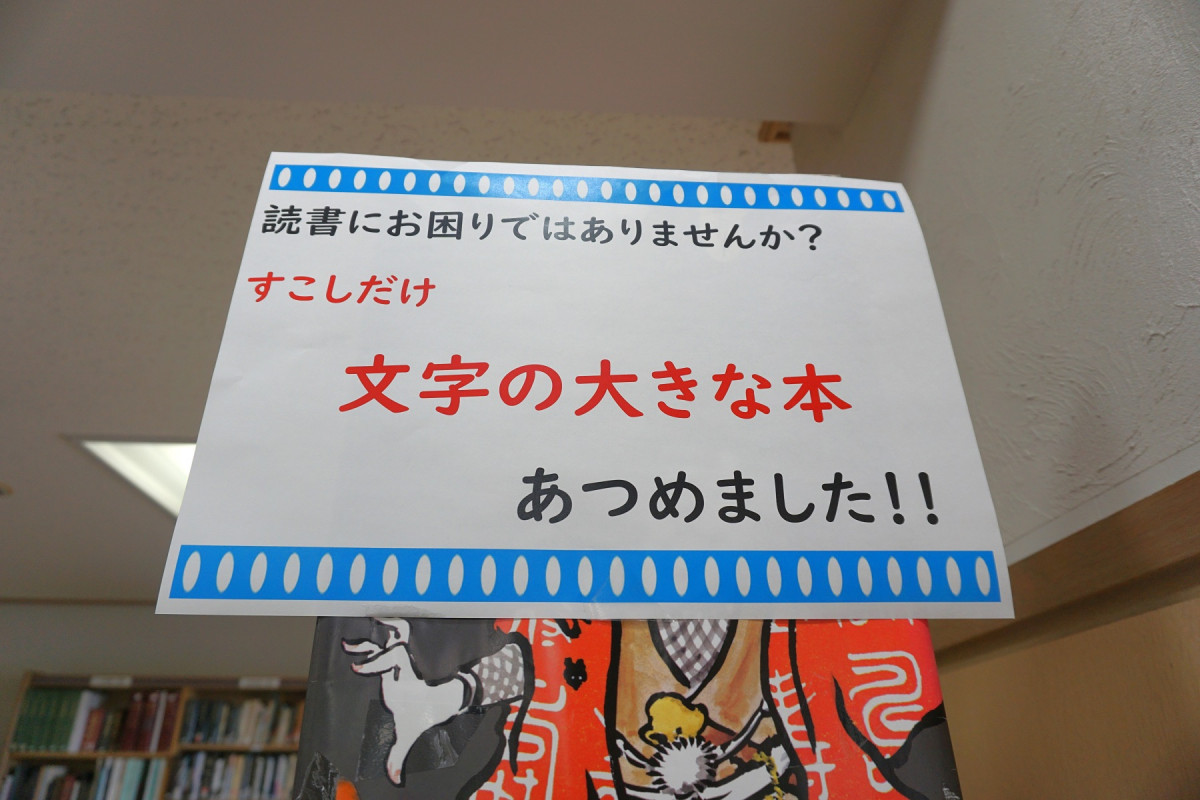 読書にお困りではありませんか？
すこしだけ
文字の大きな本
あつめました！！